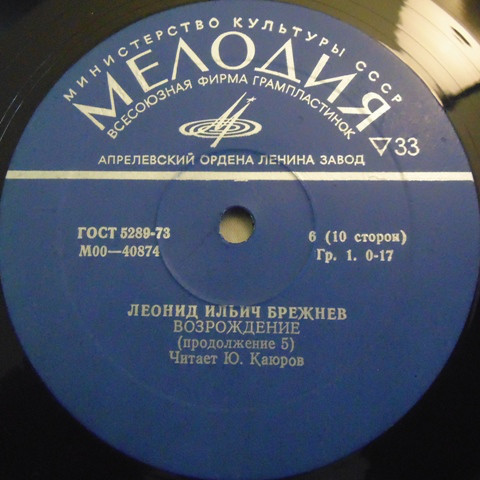 МИНИСТЕРСТВО КУЛЬТУРЫ СССР
МЕЛОДИЯ
ВСЕСОЮЗНАЯ ФИРМА ГРАМПЛАСТИНОК
▽33
АПРЕЛЕВСКИЙ ОРДЕНА ЛЕНИНА ЗАВОД
ГОСТ 5289-73
М00—40874
6 (10 сторон)
Гр. 1. 0-17
ЛЕОНИД ИЛЬИЧ БРЕЖНЕВ
ВОЗРОЖДЕНИЕ
(продолжение 5)
Читает Ю. Каюров